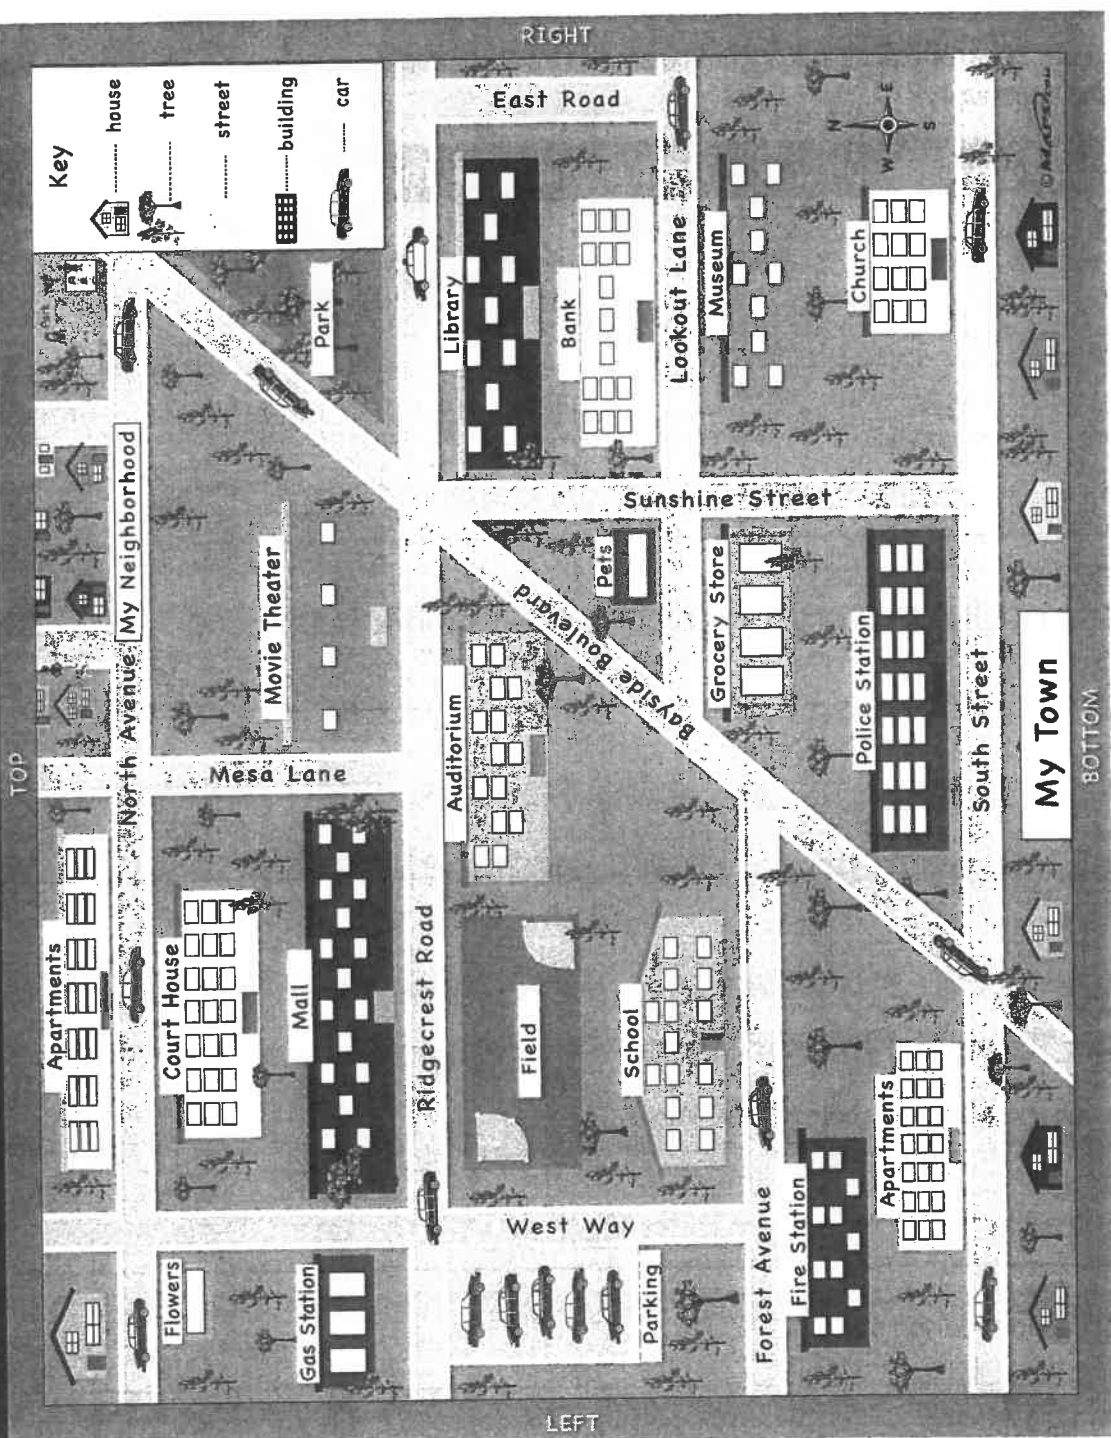 TOP
Apartments
North Avenue
My Neighborhood
Key
house
tree
street
building
car
Flowers
Court House
Mesa Lane
Movie Theater
Park
Gas Station
Mall
Ridgecrest Road
East Road
Library
Auditorium
Bank
Field
West Way
Parking
School
Bayside Boulevard
Pets
Sunshine Street
Lookout Lane
Museum
Grocery Store
Forest Avenue
Fire Station
Apartments
Police Station
Church
N
E
S
W
South Street
My Town
LEFT
RIGHT
BOTTOM